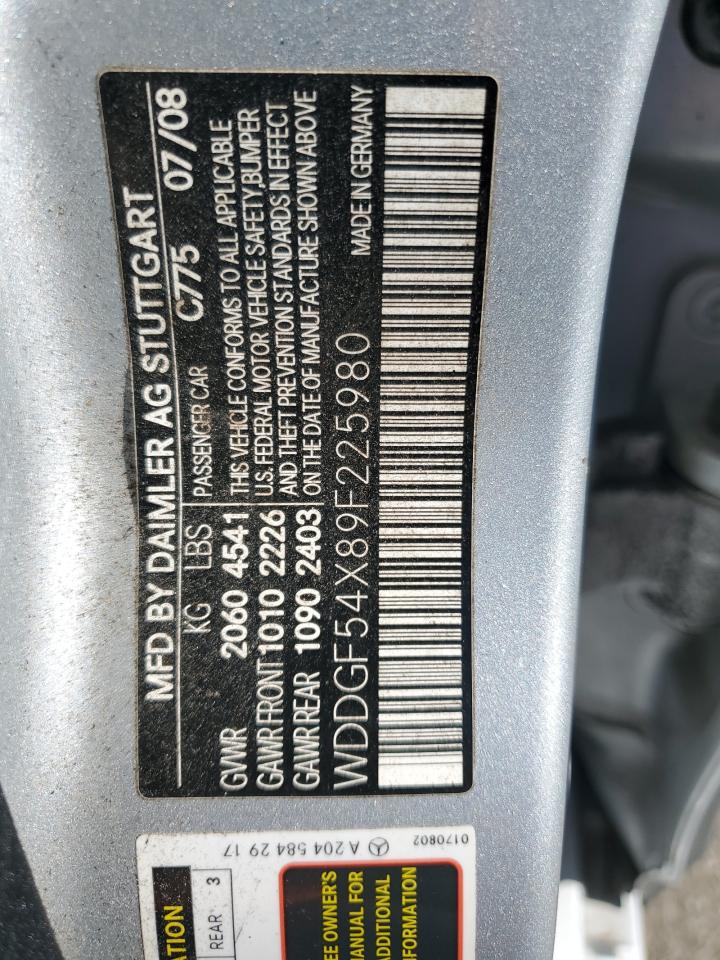 MFD BY DAIMLER AG STUTTGART
KG LBS C775 07/08
PASSENGER CAR
GVWR 2060 4541 THIS VEHICLE CONFORMS TO ALL APPLICABLE
GAWR FRONT 1010 2226 U.S. FEDERAL MOTOR VEHICLE SAFETY,BUMPER
AND THEFT PREVENTION STANDARDS IN EFFECT
GAWR REAR 1090 2403 ON THE DATE OF MANUFACTURE SHOWN ABOVE
WDDGF54X89F225980 MADE IN GERMANY
A 204 584 29 17 0170802
ATION
REAR 3
EE OWNER'S
MANUAL FOR
ADDITIONAL
FORMATION